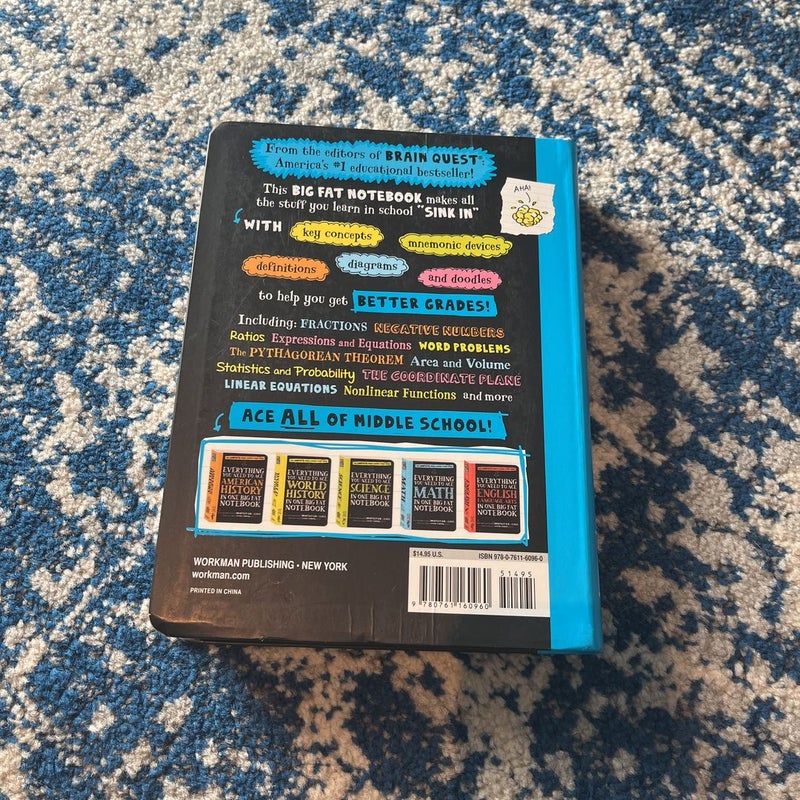 From the editors of BRAIN QUEST®,
America's #1 educational bestseller!
AHA!
This BIG FAT NOTEBOOK makes all
the stuff you learn in school "SINK IN"
WITH key concepts mnemonic devices
definitions diagrams and doodles
to help you get BETTER GRADES!
Including: FRACTIONS NEGATIVE NUMBERS
Ratios Expressions and Equations WORD PROBLEMS
The PYTHAGOREAN THEOREM Area and Volume
Statistics and Probability THE COORDINATE PLANE
LINEAR EQUATIONS Nonlinear Functions and more
ACE ALL OF MIDDLE SCHOOL!
EVERYTHING YOU NEED TO ACE AMERICAN HISTORY IN ONE BIG FAT NOTEBOOK
EVERYTHING YOU NEED TO ACE WORLD HISTORY IN ONE BIG FAT NOTEBOOK
EVERYTHING YOU NEED TO ACE SCIENCE IN ONE BIG FAT NOTEBOOK
EVERYTHING YOU NEED TO ACE MATH IN ONE BIG FAT NOTEBOOK
EVERYTHING YOU NEED TO ACE ENGLISH LANGUAGE ARTS IN ONE BIG FAT NOTEBOOK
WORKMAN PUBLISHING • NEW YORK
workman.com
PRINTED IN CHINA
$14.95 U.S. ISBN 978-0-7611-6096-0
51495
9 780761 160960